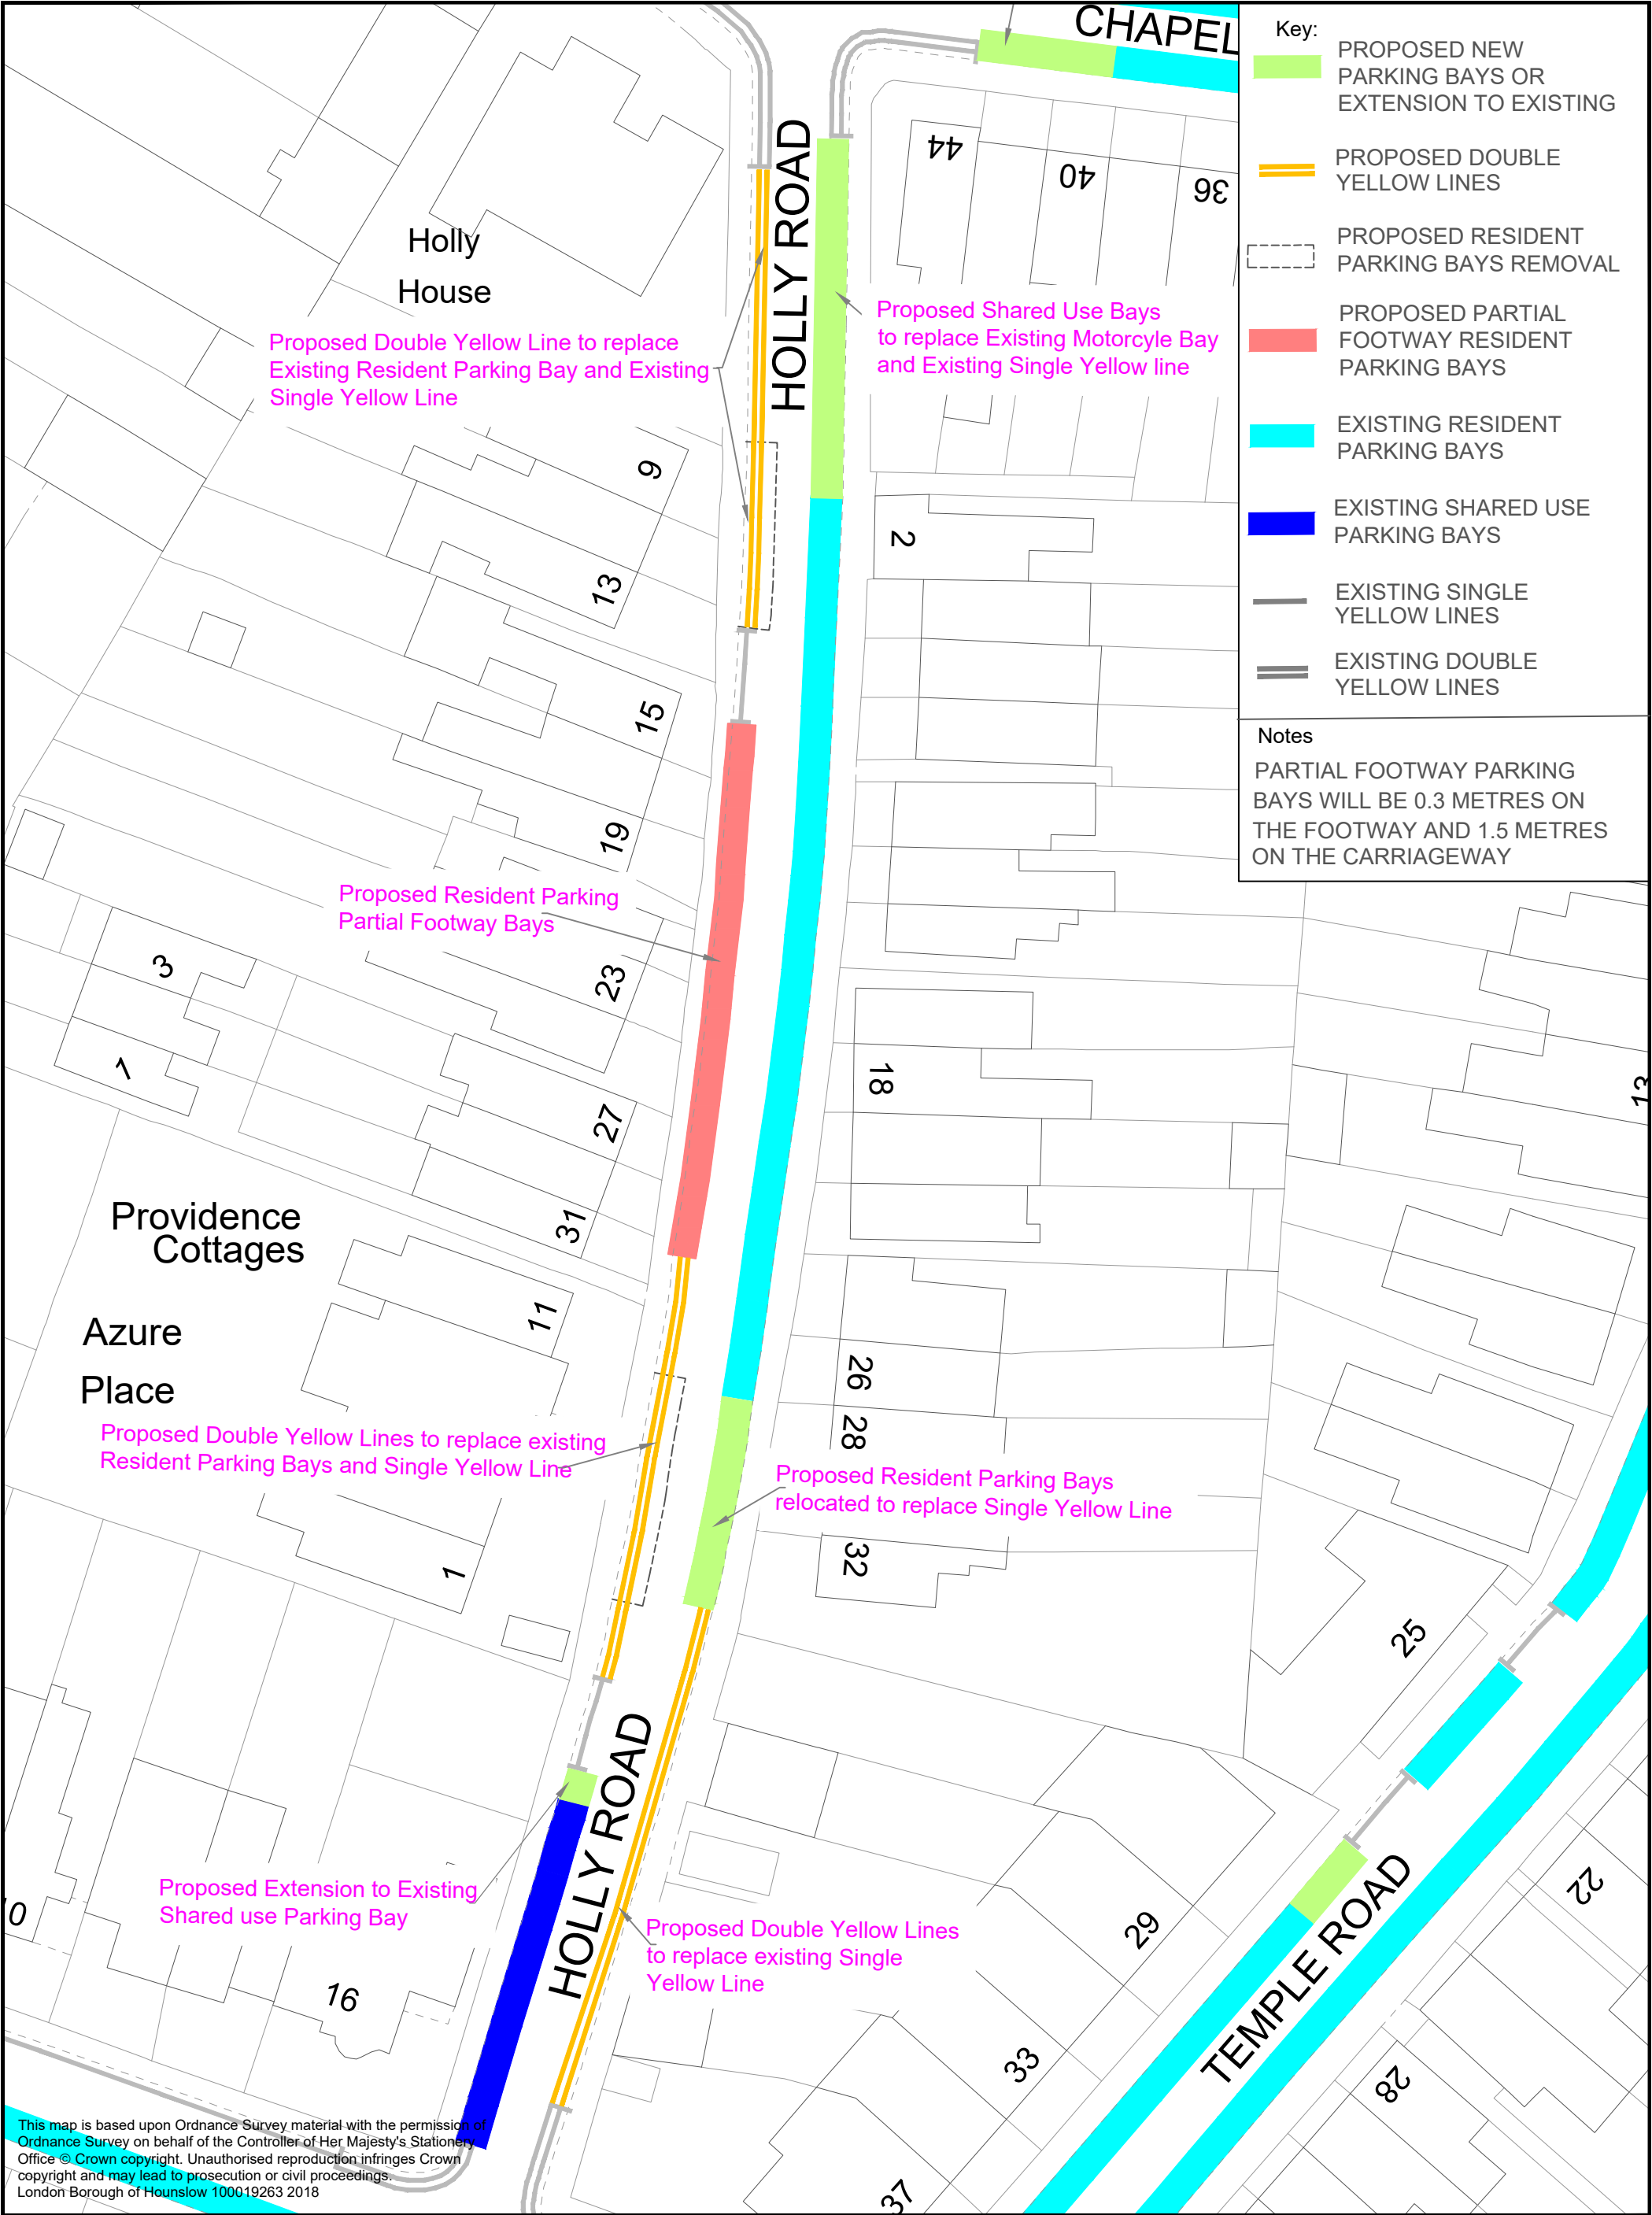 CHAPEL
Key:
PROPOSED NEW
PARKING BAYS OR
EXTENSION TO EXISTING
PROPOSED DOUBLE
YELLOW LINES
PROPOSED RESIDENT
PARKING BAYS REMOVAL
PROPOSED PARTIAL
FOOTWAY RESIDENT
PARKING BAYS
EXISTING RESIDENT
PARKING BAYS
EXISTING SHARED USE
PARKING BAYS
EXISTING SINGLE
YELLOW LINES
EXISTING DOUBLE
YELLOW LINES
Notes
PARTIAL FOOTWAY PARKING
BAYS WILL BE 0.3 METRES ON
THE FOOTWAY AND 1.5 METRES
ON THE CARRIAGEWAY
44
40
36
HOLLY ROAD
Holly
House
Proposed Shared Use Bays
to replace Existing Motorcyle Bay
and Existing Single Yellow line
Proposed Double Yellow Line to replace
Existing Resident Parking Bay and Existing
Single Yellow Line
9
2
13
15
19
Proposed Resident Parking
Partial Footway Bays
3
23
1
18
13
27
31
Providence
Cottages
11
Azure
Place
26
28
Proposed Double Yellow Lines to replace existing
Resident Parking Bays and Single Yellow Line
Proposed Resident Parking Bays
relocated to replace Single Yellow Line
32
1
25
HOLLY ROAD
Proposed Extension to Existing
Shared use Parking Bay
22
0
29
Proposed Double Yellow Lines
to replace existing Single
Yellow Line
TEMPLE ROAD
16
33
28
37
This map is based upon Ordnance Survey material with the permission of
Ordnance Survey on behalf of the Controller of Her Majesty's Stationery
Office © Crown copyright. Unauthorised reproduction infringes Crown
copyright and may lead to prosecution or civil proceedings.
London Borough of Hounslow 100019263 2018